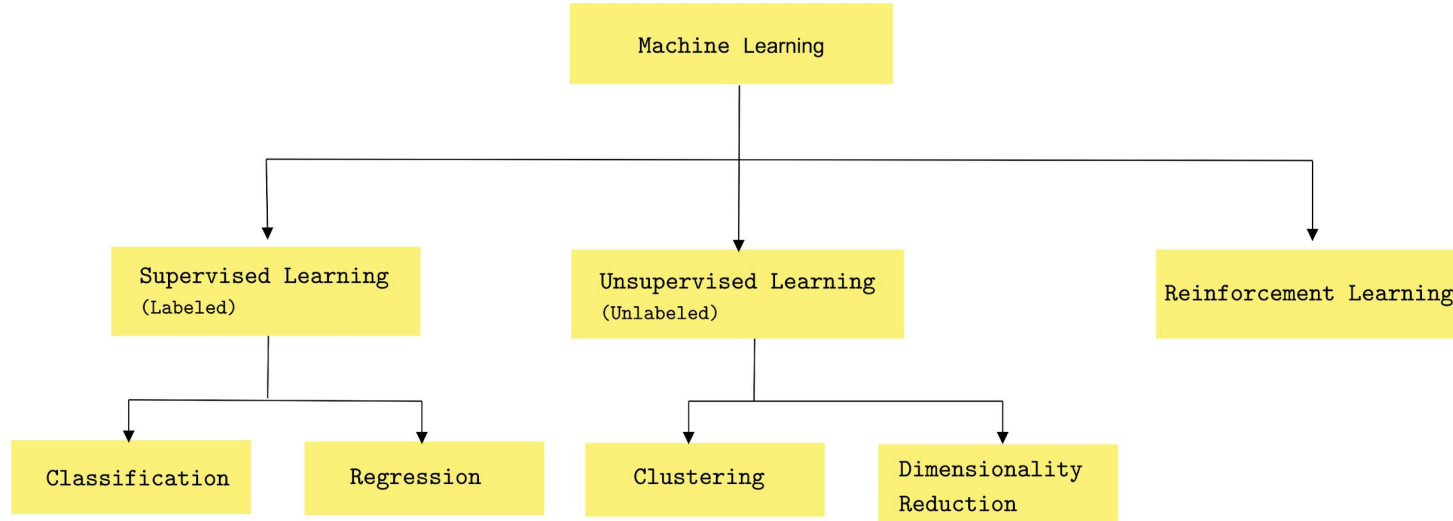 Machine Learning
Supervised Learning
(Labeled)
Unsupervised Learning
(Unlabeled)
Reinforcement Learning
Classification
Regression
Clustering
Dimensionality
Reduction